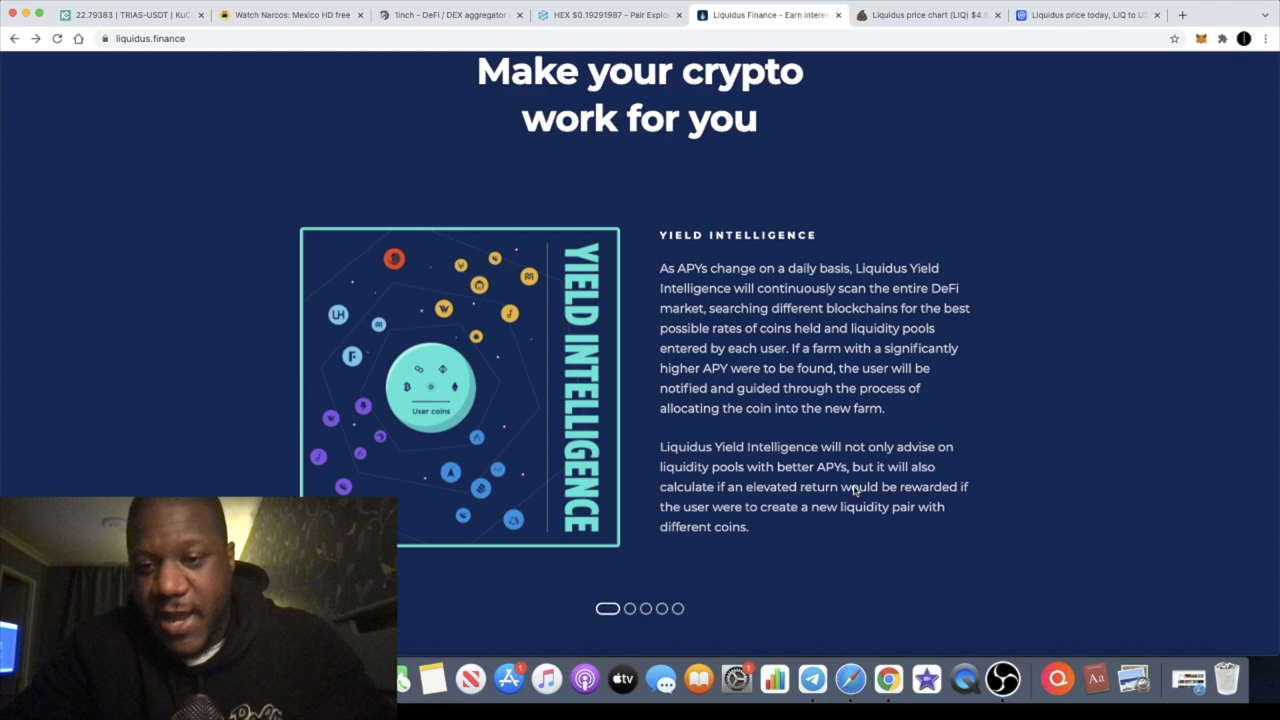 22.79383 | TRIAS-USDT | KuC
Watch Narcos: Mexico HD free
1inch - DeFi / DEX aggregator
HEX $0.19291987 - Pair Explo
Liquidus Finance - Earn intere
Liquidus price chart (LIQ) $4.
Liquidus price today, LIQ to US
liquidus.finance
Make your crypto
work for you
YIELD INTELLIGENCE
User coins
YIELD INTELLIGENCE
As APYs change on a daily basis, Liquidus Yield
Intelligence will continuously scan the entire DeFi
market, searching different blockchains for the best
possible rates of coins held and liquidity pools
entered by each user. If a farm with a significantly
higher APY were to be found, the user will be
notified and guided through the process of
allocating the coin into the new farm.
Liquidus Yield Intelligence will not only advise on
liquidity pools with better APYs, but it will also
calculate if an elevated return would be rewarded if
the user were to create a new liquidity pair with
different coins.
tv
Aa